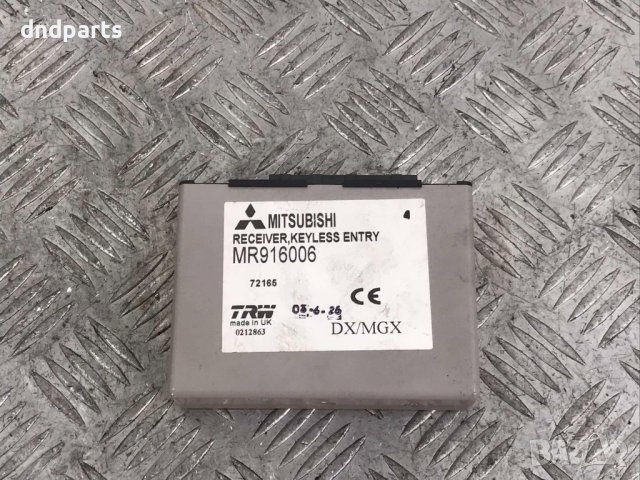 dndparts
MITSUBISHI
RECEIVER,KEYLESS ENTRY
MR916006
72165
TRW
made in UK
0212863
CE
DX/MGX